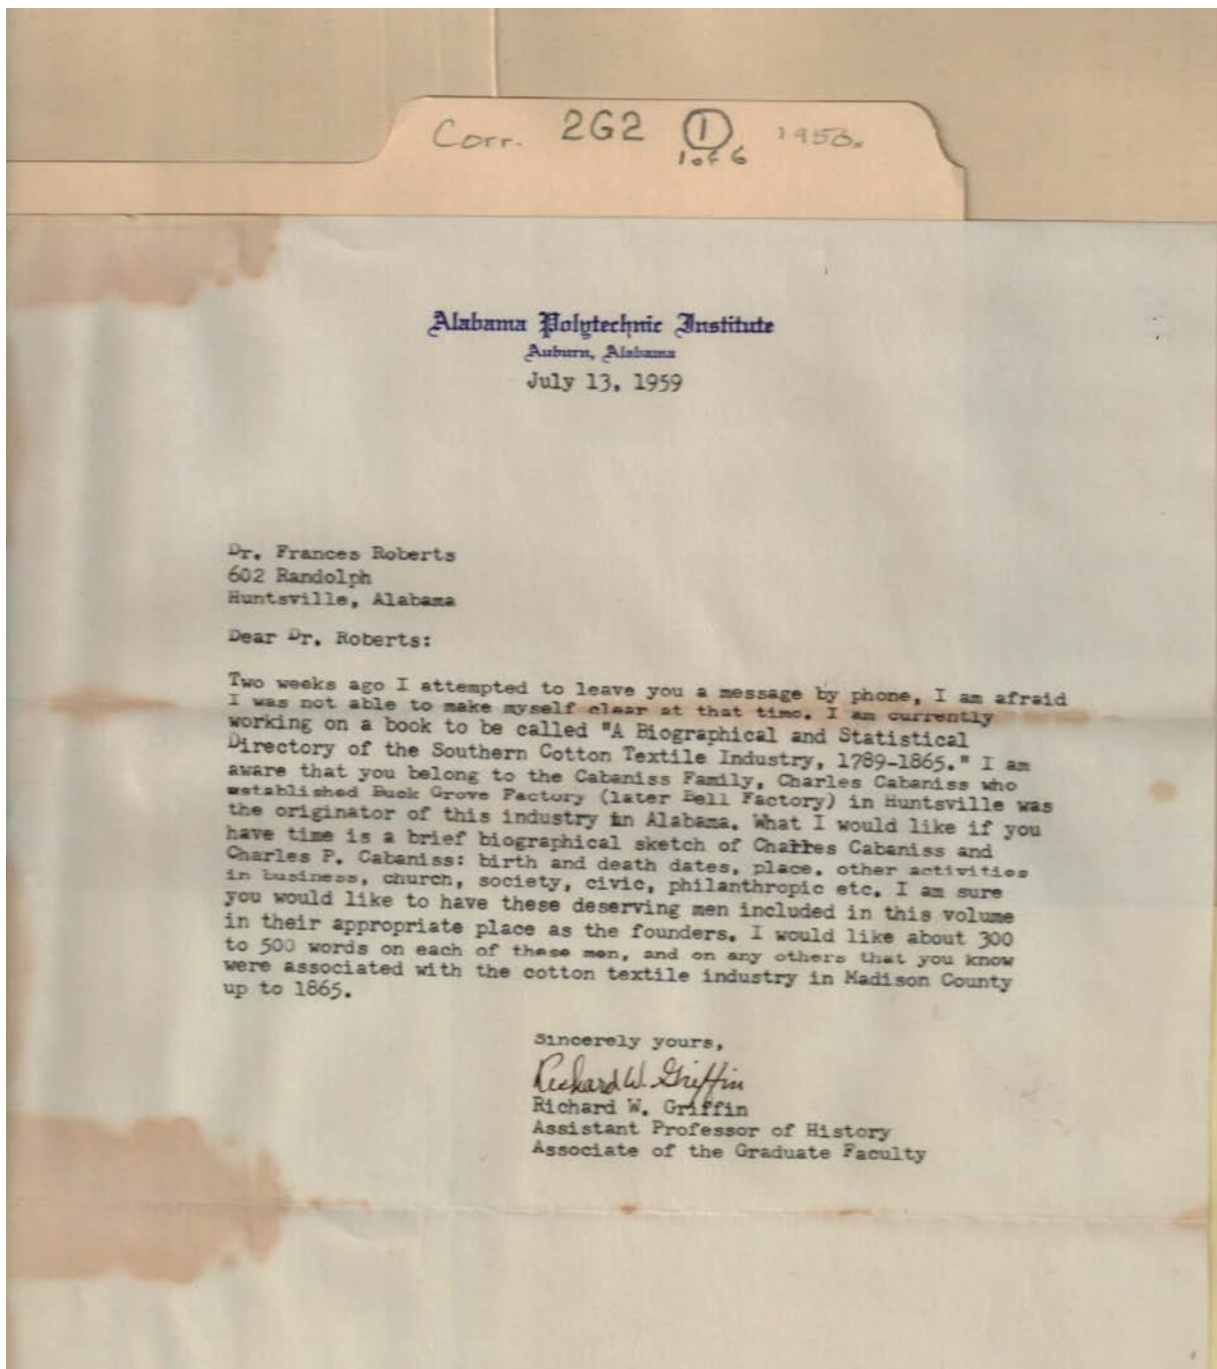 Corr. 2G2 1 1950s
1 of 6
Alabama Polytechnic Institute
Auburn, Alabama
July 13, 1959
Dr. Frances Roberts
602 Randolph
Huntsville, Alabama
Dear Dr. Roberts:
Two weeks ago I attempted to leave you a message by phone, I am afraid
I was not able to make myself clear at that time. I am currently
working on a book to be called "A Biographical and Statistical
Directory of the Southern Cotton Textile Industry, 1789-1865." I am
aware that you belong to the Cabaniss Family, Charles Cabaniss who
established Buck Grove Factory (later Bell Factory) in Huntsville was
the originator of this industry in Alabama. What I would like if you
have time is a brief biographical sketch of Charles Cabaniss and
Charles P. Cabaniss: birth and death dates, place, other activities
in business, church, society, civic, philanthropic etc. I am sure
you would like to have these deserving men included in this volume
in their appropriate place as the founders. I would like about 300
to 500 words on each of these men, and on any others that you know
were associated with the cotton textile industry in Madison County
up to 1865.
Sincerely yours,
Richard W. Griffin
Richard W. Griffin
Assistant Professor of History
Associate of the Graduate Faculty